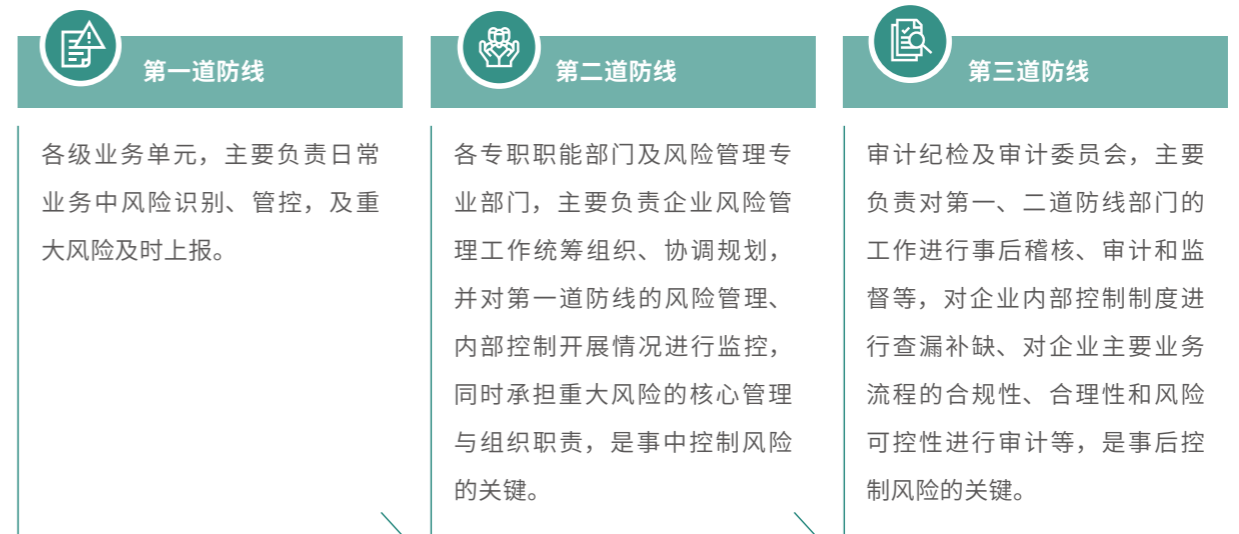 第一道防线
各级业务单元，主要负责日常
业务中风险识别、管控，及重
大风险及时上报。
第二道防线
各专职职能部门及风险管理专
业部门，主要负责企业风险管
理工作统筹组织、协调规划，
并对第一道防线的风险管理、
内部控制开展情况进行监控，
同时承担重大风险的核心管理
与组织职责，是事中控制风险
的关键。
第三道防线
审计纪检及审计委员会，主要
负责对第一、二道防线部门的
工作进行事后稽核、审计和监
督等，对企业内部控制制度进
行查漏补缺、对企业主要业务
流程的合规性、合理性和风险
可控性进行审计等，是事后控
制风险的关键。